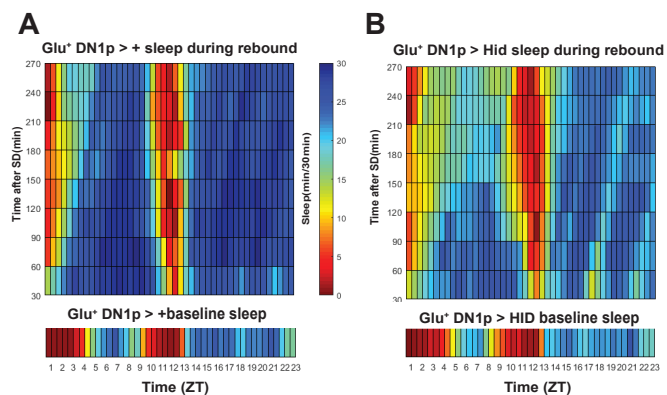 A
Glu⁺ DN1p > + sleep during rebound
Time after SD(min)
270
240
210
180
150
120
90
60
30
30
25
20
15
10
5
0
Sleep(min/30min)
Glu⁺ DN1p > +baseline sleep
1 2 3 4 5 6 7 8 9 10 11 12 13 14 15 16 17 18 19 20 21 22 23
Time (ZT)
B
Glu⁺ DN1p > Hid sleep during rebound
Time after SD(min)
270
240
210
180
150
120
90
60
30
Glu⁺ DN1p > HID baseline sleep
1 2 3 4 5 6 7 8 9 10 11 12 13 14 15 16 17 18 19 20 21 22 23
Time (ZT)